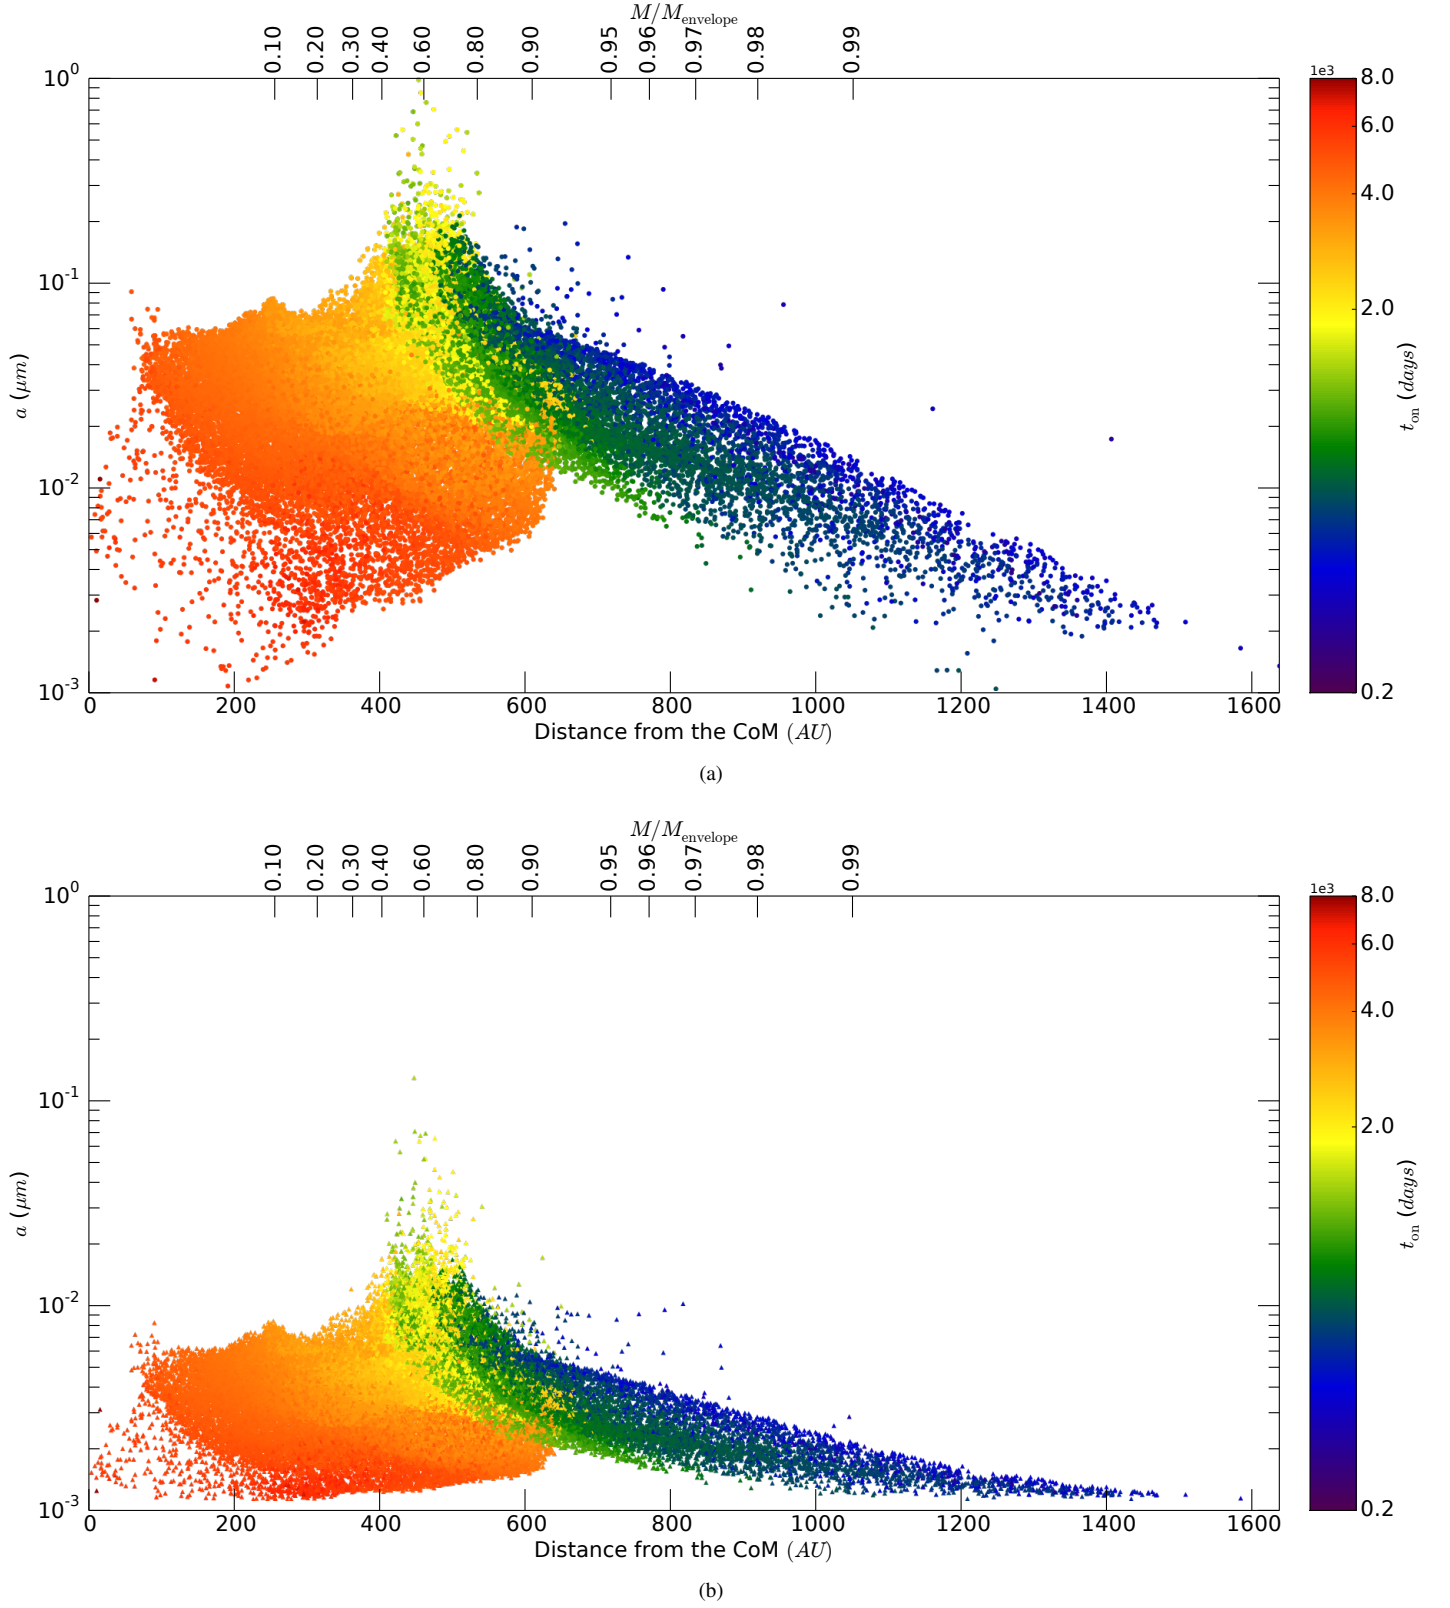 M/M_envelope
0.10 0.20 0.30 0.40 0.60 0.80 0.90 0.95 0.96 0.97 0.98 0.99
1e3
10^0
10^-1
10^-2
10^-3
a (μm)
8.0
6.0
4.0
2.0
0.2
t_on (days)
0 200 400 600 800 1000 1200 1400 1600
Distance from the CoM (AU)
(a)
M/M_envelope
0.10 0.20 0.30 0.40 0.60 0.80 0.90 0.95 0.96 0.97 0.98 0.99
1e3
10^0
10^-1
10^-2
10^-3
a (μm)
8.0
6.0
4.0
2.0
0.2
t_on (days)
0 200 400 600 800 1000 1200 1400 1600
Distance from the CoM (AU)
(b)